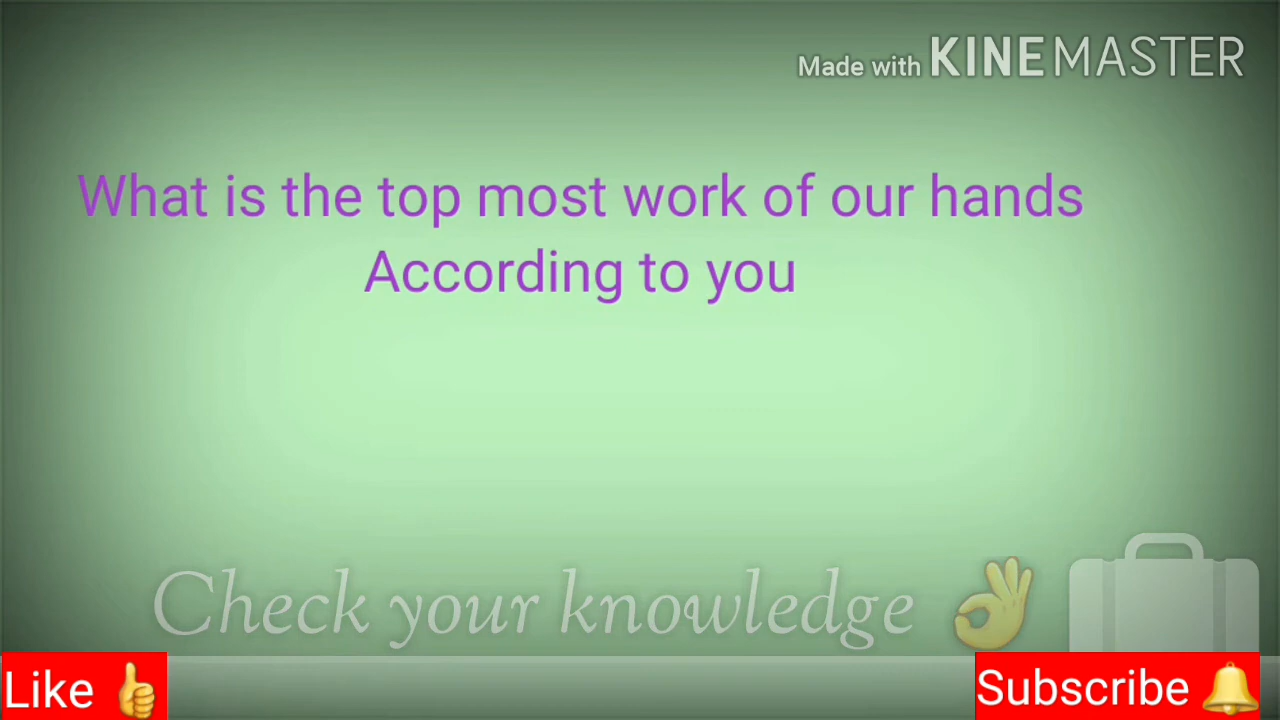 Made with KINEMASTER
What is the top most work of our hands
According to you
Check your knowledge 👌
Like 👍
Subscribe 🔔